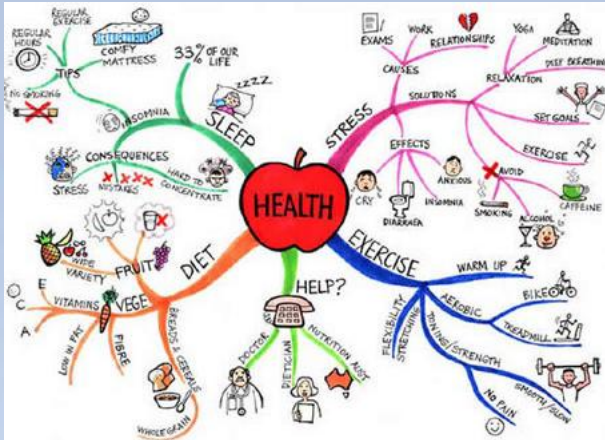 HEALTH
SLEEP
33% OF OUR
LIFE
zzzz
INSOMNIA
TIPS
REGULAR
EXERCISE
REGULAR
HOURS
COMFY
MATTRESS
NO SMOKING
CONSEQUENCES
STRESS
MISTAKES
HARD TO
CONCENTRATE
STRESS
CAUSES
EXAMS
WORK
RELATIONSHIPS
SOLUTIONS
RELAXATION
YOGA
MEDITATION
DEEP BREATHING
SET GOALS
EXERCISE
AVOID
SMOKING
ALCOHOL
CAFFEINE
EFFECTS
CRY
DIARRAEA
INSOMNIA
ANXIOUS
DIET
FRUIT
WIDE
VARIETY
VEGE
VITAMINS
E
C
A
LOW IN FAT
FIBRE
BREADS & CEREALS
WHOLEGRAIN
HELP?
DOCTOR
DIETICIAN
NUTRITION AUST
EXERCISE
WARM UP
AEROBIC
BIKE
TREADMILL
TONING/STRENGTH
SMOOTH/SLOW
NO PAIN
FLEXIBILITY
STRETCHING